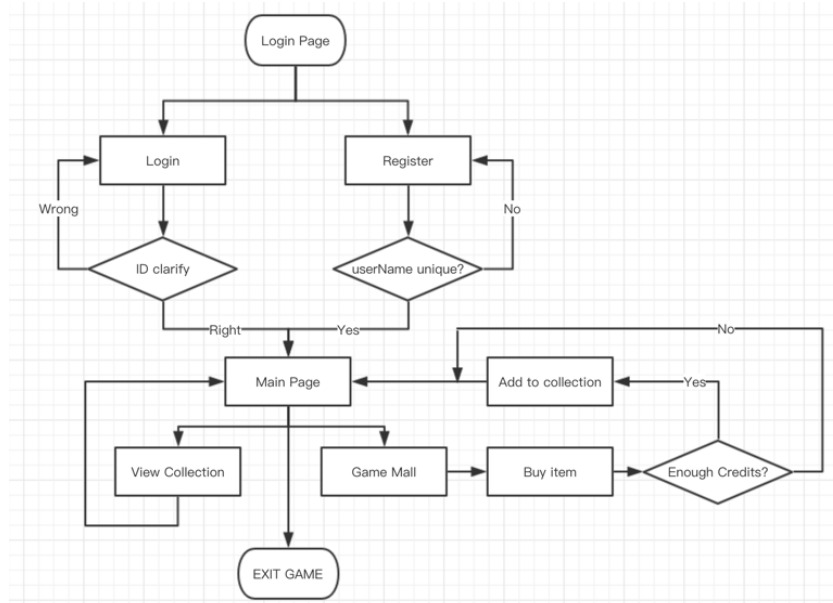 Login Page
Login
Register
Wrong
No
ID clarify
userName unique?
Right
Yes
No
Main Page
Add to collection
Yes
View Collection
Game Mall
Buy item
Enough Credits?
EXIT GAME